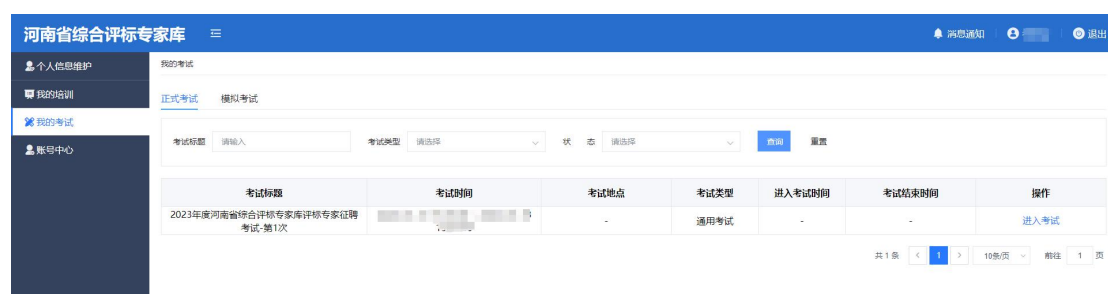 河南省综合评标专家库 消息通知 退出
个人信息维护
我的培训
我的考试
账号中心
我的考试
正式考试 模拟考试
考试标题 请输入 考试类型 请选择 状 态 请选择 查询 重置
考试标题 考试时间 考试地点 考试类型 进入考试时间 考试结束时间 操作
2023年度河南省综合评标专家库评标专家征聘
考试-第1次 - 通用考试 - - 进入考试
共1条 < 1 > 10条/页 前往 1 页